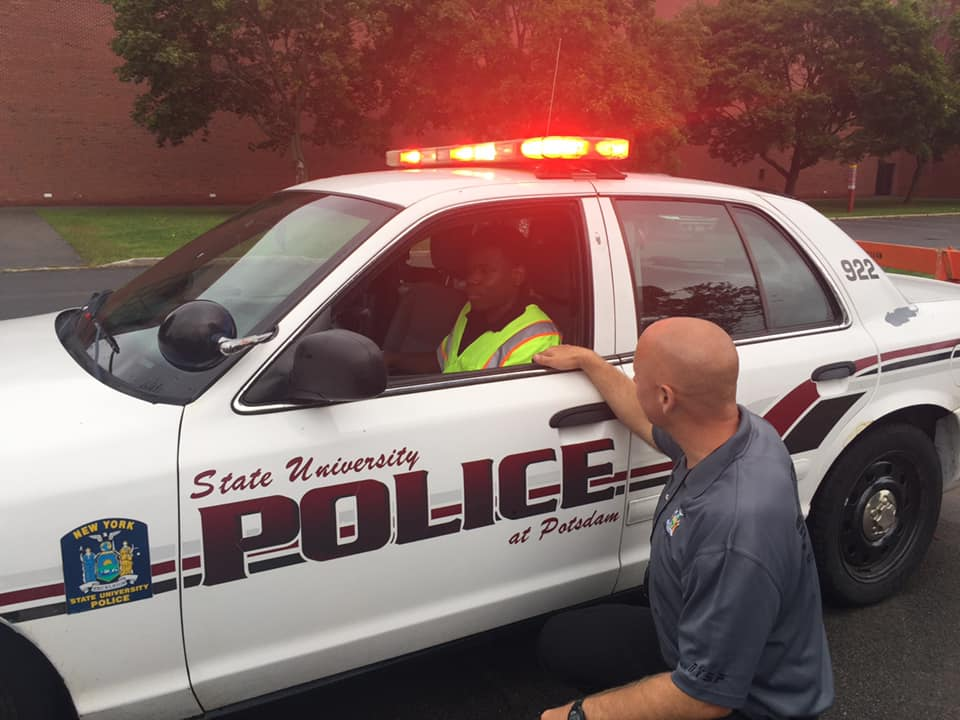 922
State University
POLICE
at Potsdam
NEW YORK
STATE UNIVERSITY
POLICE